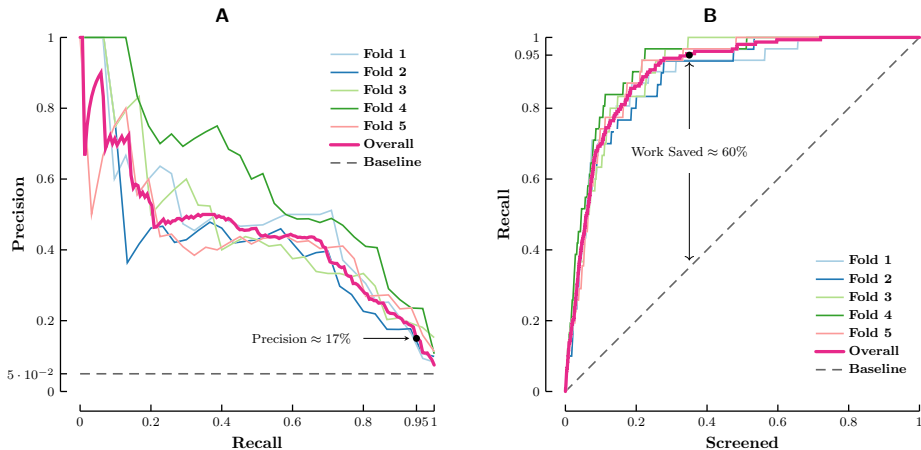 A
1
0.8
0.6
0.4
0.2
5 · 10⁻²
0
Precision
Fold 1
Fold 2
Fold 3
Fold 4
Fold 5
Overall
Baseline
Precision ≈ 17%
0 0.2 0.4 0.6 0.8 0.95 1
Recall
B
1
0.95
0.8
0.6
0.4
0.2
0
Recall
Work Saved ≈ 60%
Fold 1
Fold 2
Fold 3
Fold 4
Fold 5
Overall
Baseline
0 0.2 0.4 0.6 0.8 1
Screened